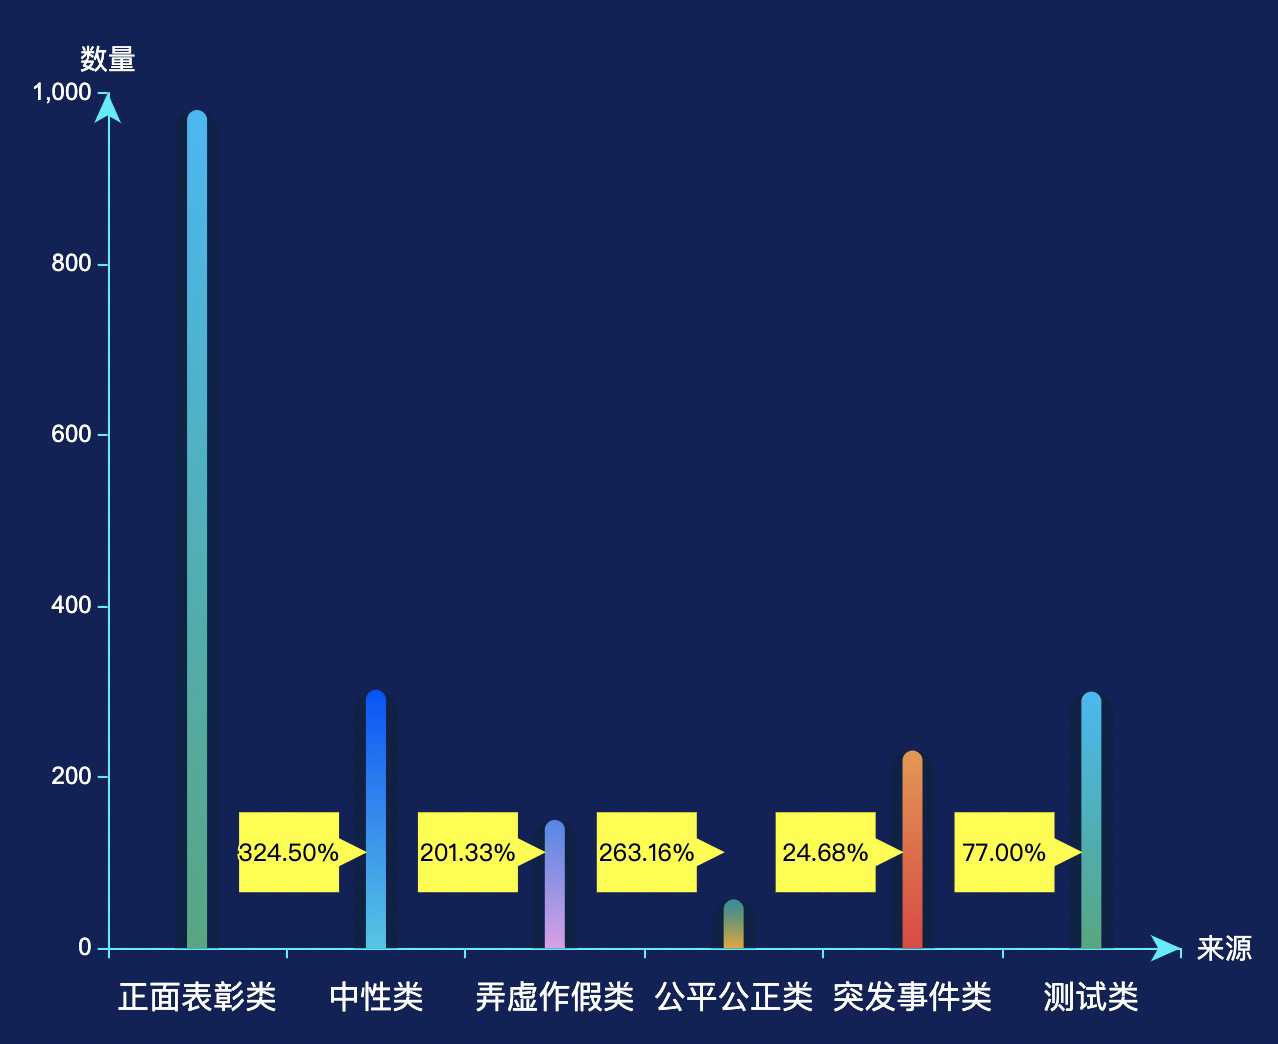 数量
1,000
800
600
400
200
0
324.50%
201.33%
263.16%
24.68%
77.00%
来源
正面表彰类
中性类
弄虚作假类
公平公正类
突发事件类
测试类